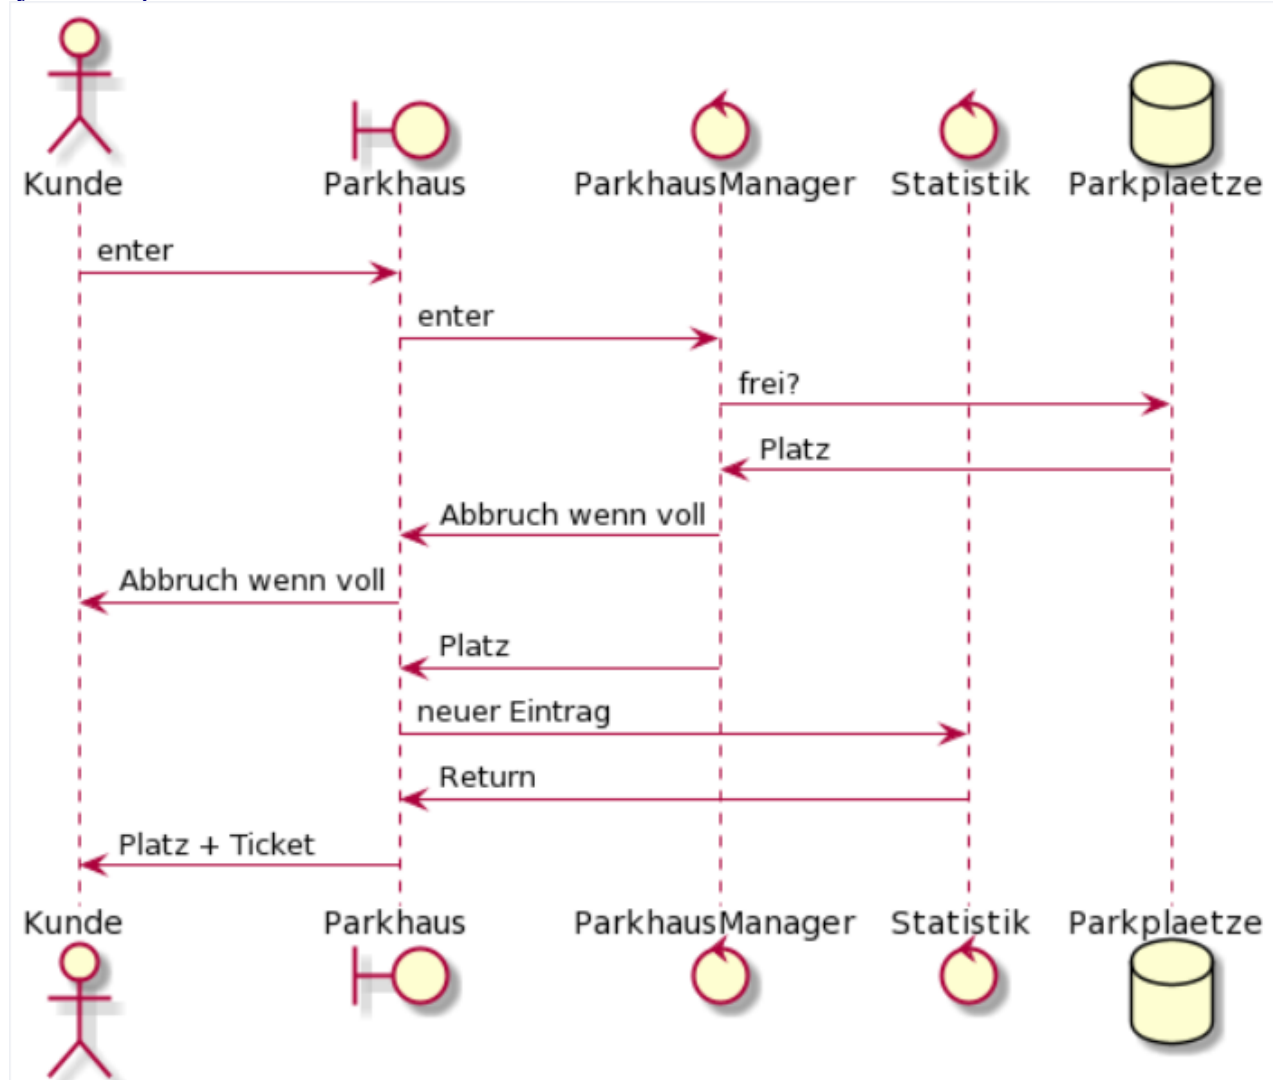 Kunde Parkhaus ParkhausManager Statistik Parkplaetze
enter
enter
frei?
Platz
Abbruch wenn voll
Abbruch wenn voll
Platz
neuer Eintrag
Return
Platz + Ticket
Kunde Parkhaus ParkhausManager Statistik Parkplaetze